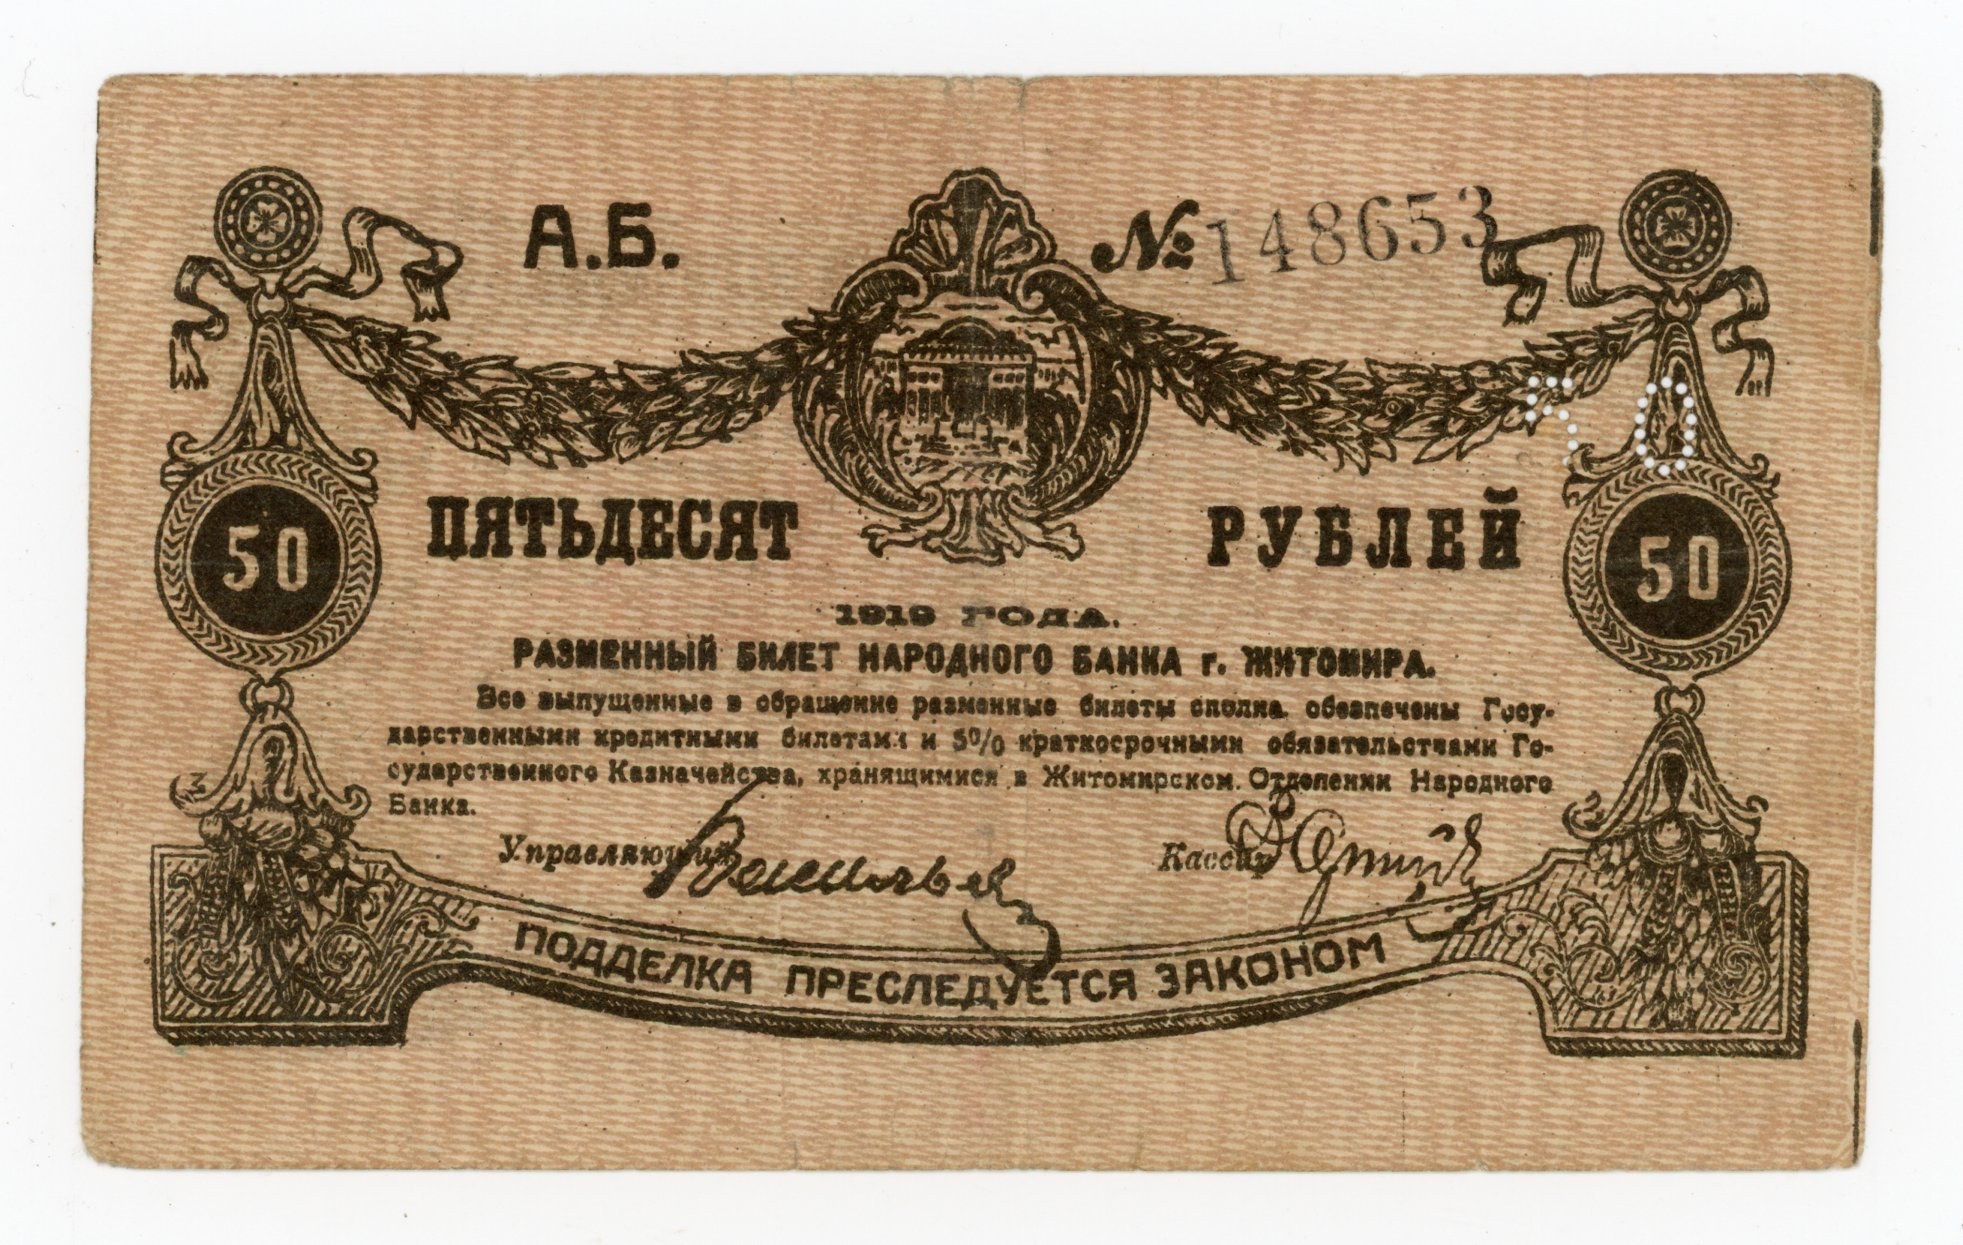 А.Б. № 148653
ПЯТЬДЕСЯТ РУБЛЕЙ
50 50 50
1919 ГОДА.
РАЗМЕННЫЙ БИЛЕТ НАРОДНОГО БАНКА г. ЖИТОМИРА.
Все выпущенные в обращение разменные билеты сполна обеспечены Госу-
дарственными кредитными билетами и 5% краткосрочными обязательствами Го-
сударственного Казначейства, хранящимися в Житомирском Отделении Народного
Банка.
Управляющий Кассир
ПОДДЕЛКА ПРЕСЛЕДУЕТСЯ ЗАКОНОМ